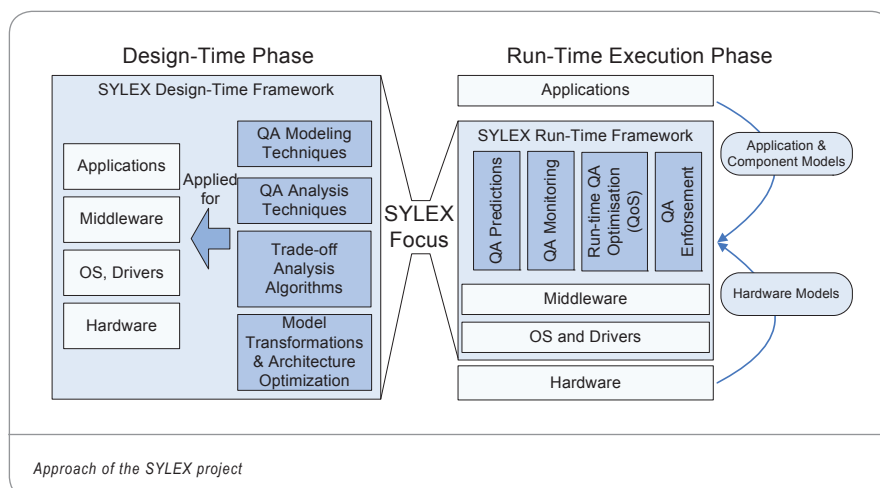 Design-Time Phase
Run-Time Execution Phase
SYLEX Design-Time Framework
Applications
Middleware
OS, Drivers
Hardware
Applied
for
QA Modeling
Techniques
QA Analysis
Techniques
Trade-off
Analysis
Algorithms
Model
Transformations
& Architecture
Optimization
SYLEX
Focus
Applications
SYLEX Run-Time Framework
QA Predictions
QA Monitoring
Run-time QA
Optimisation
(QoS)
QA
Enforsement
Middleware
OS and Drivers
Hardware
Application &
Component Models
Hardware Models
Approach of the SYLEX project